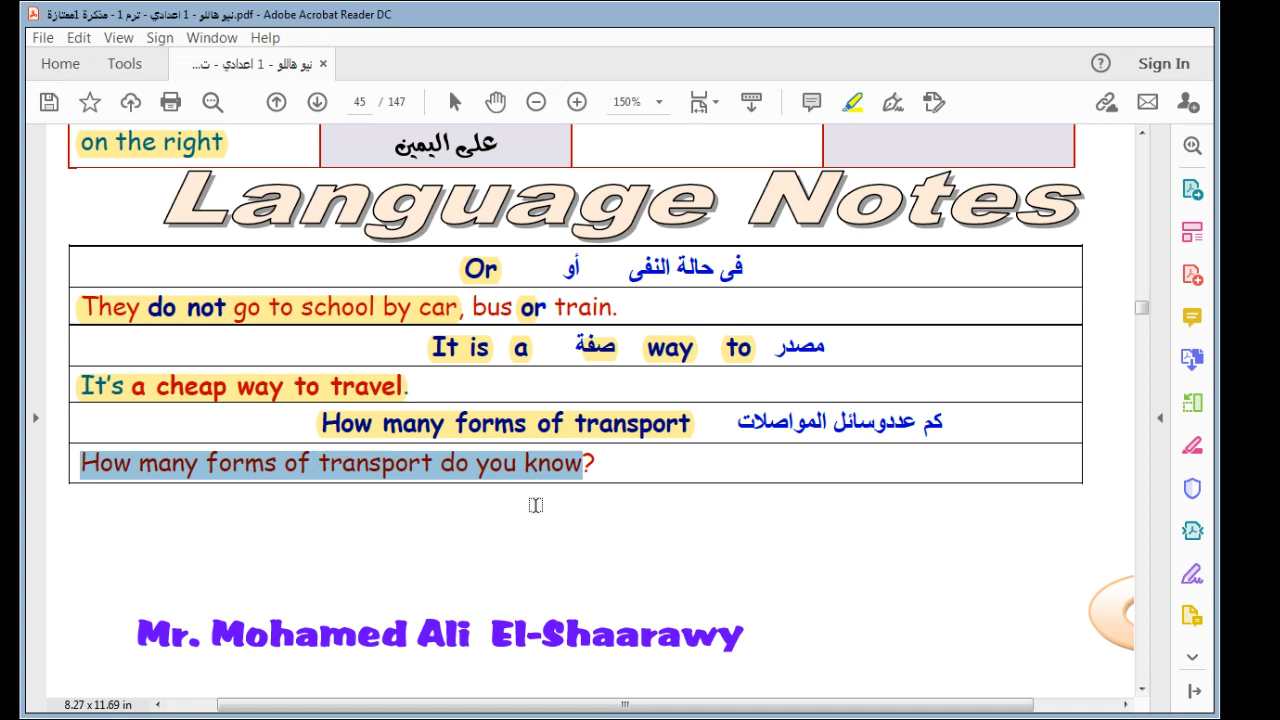 نيو هاللو - 1 اعدادي - ترم 1 - مذكرة 1ممتازة.pdf - Adobe Acrobat Reader DC
File Edit View Sign Window Help
Home Tools نيو هاللو - 1 اعدادي - ت... × Sign In
45 / 147 150%
on the right على اليمين
Language Notes
Or أو فى حالة النفى
They do not go to school by car, bus or train.
It is a صفة way to مصدر
It's a cheap way to travel.
How many forms of transport كم عددوسائل المواصلات
How many forms of transport do you know?
Mr. Mohamed Ali El-Shaarawy
8.27 x 11.69 in